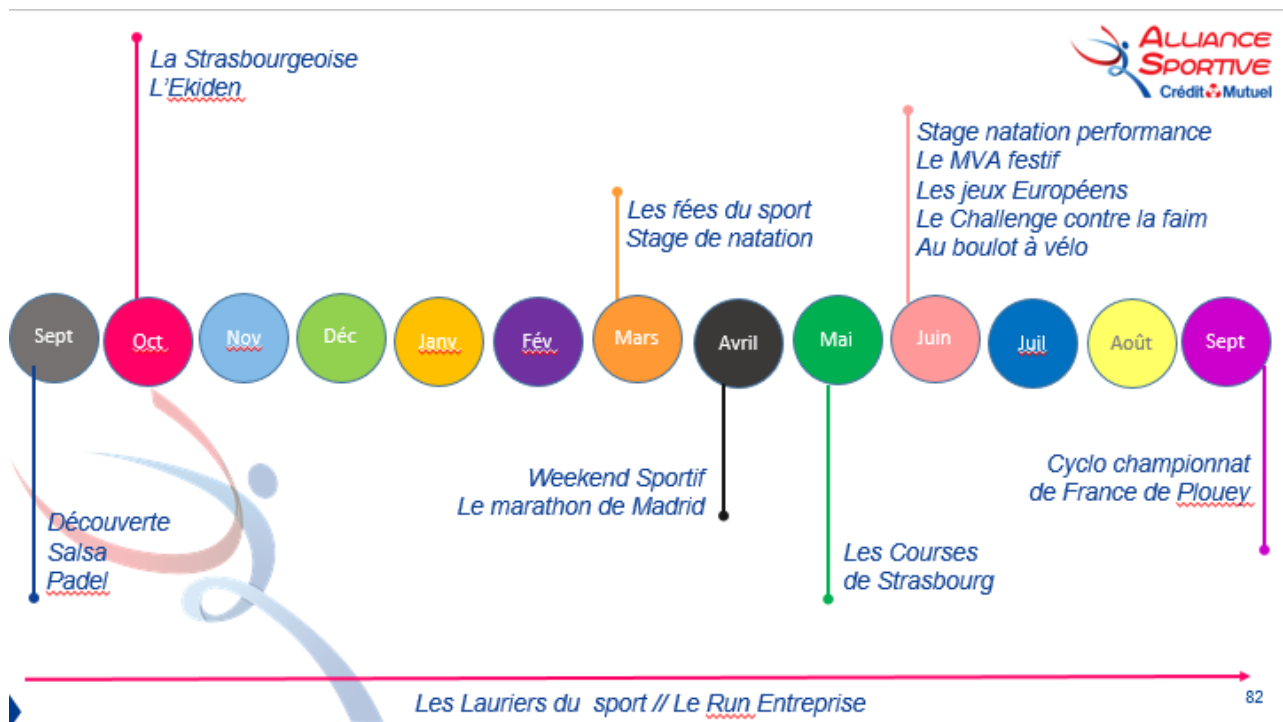 ALLIANCE
SPORTIVE
Crédit Mutuel
La Strasbourgeoise
L'Ekiden
Stage natation performance
Le MVA festif
Les jeux Européens
Le Challenge contre la faim
Au boulot à vélo
Les fées du sport
Stage de natation
Sept
Oct
Nov
Déc
Janv
Fév
Mars
Avril
Mai
Juin
Juil
Août
Sept
Weekend Sportif
Le marathon de Madrid
Cyclo championnat
de France de Plouey
Découverte
Salsa
Padel
Les Courses
de Strasbourg
Les Lauriers du sport // Le Run Entreprise
82